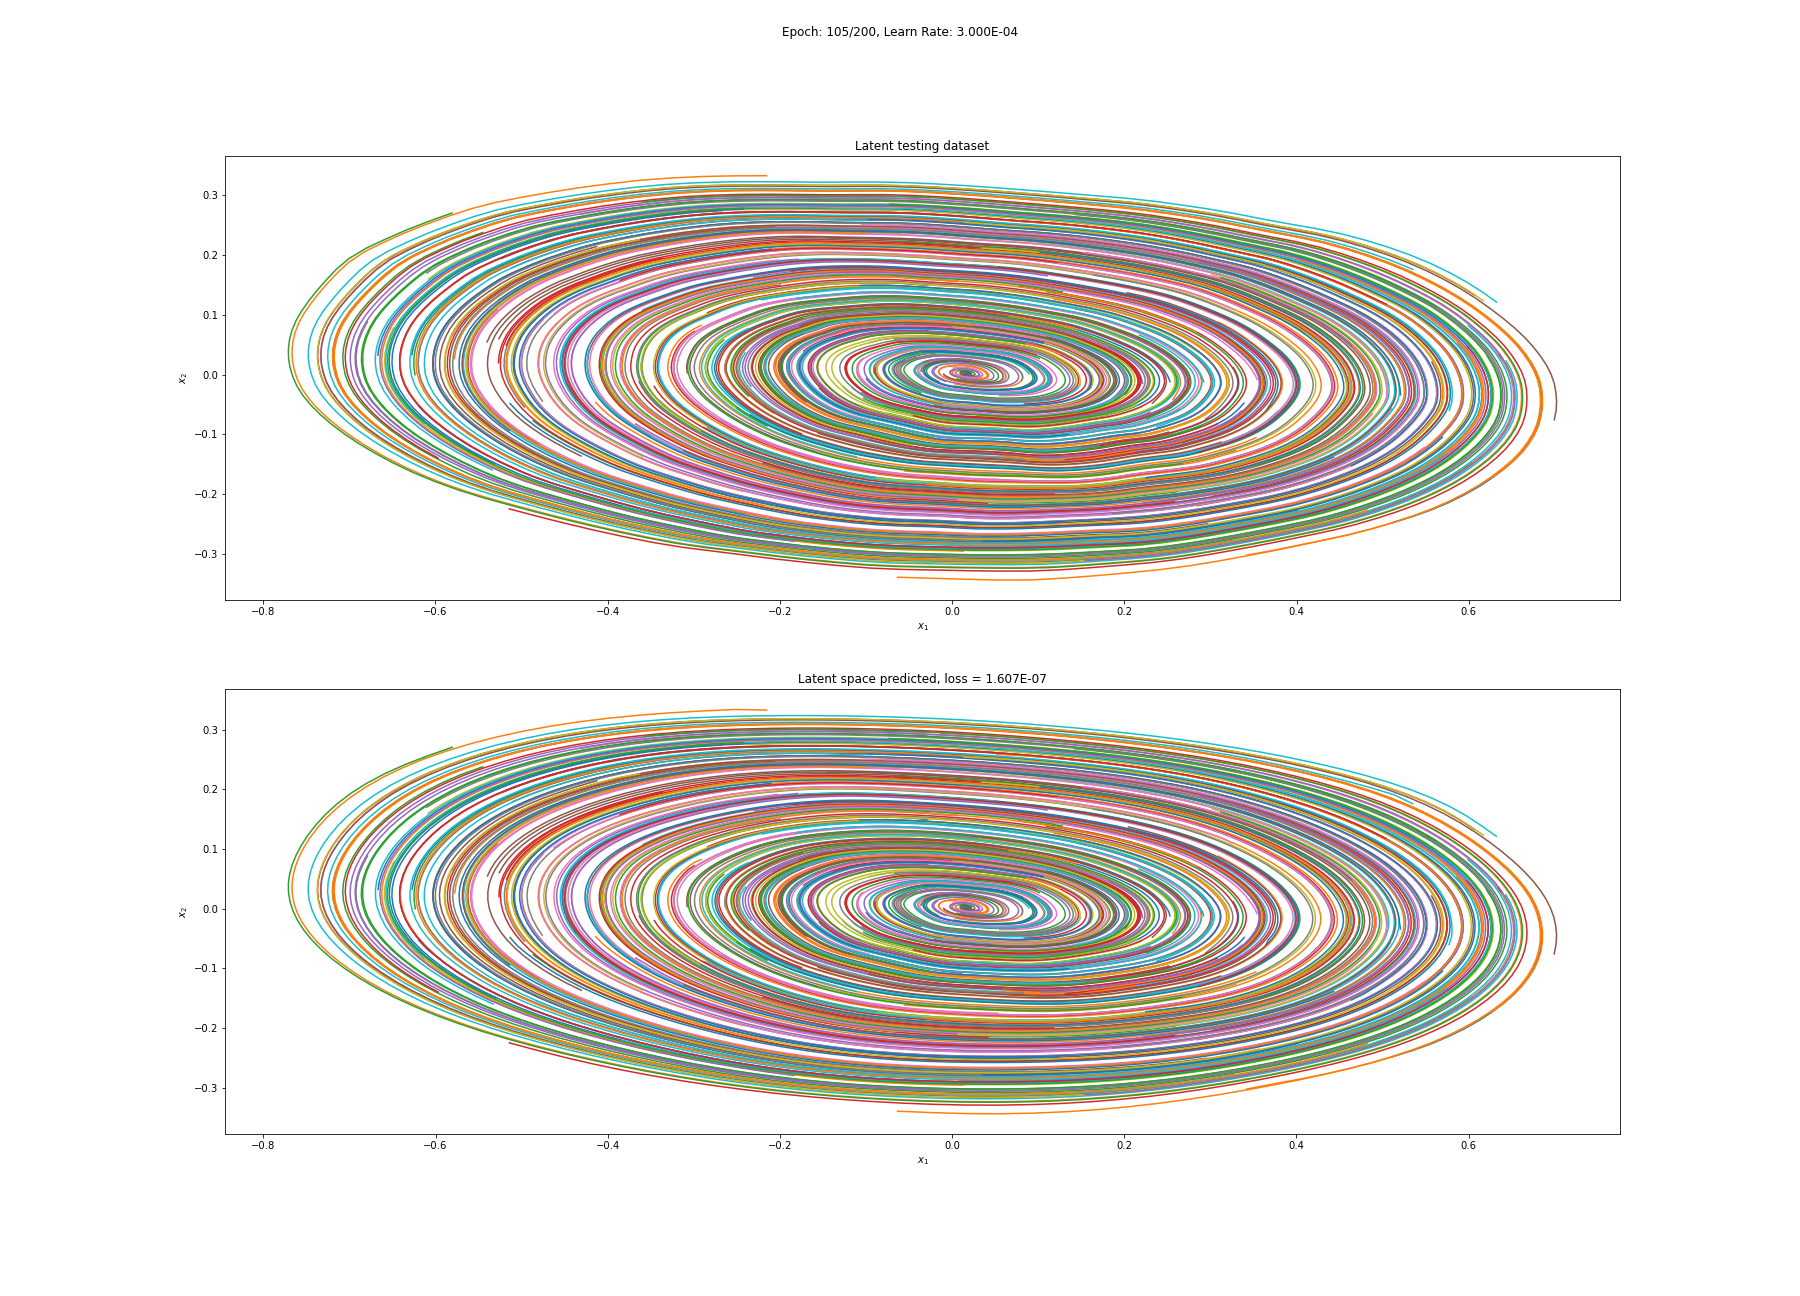 Epoch: 105/200, Learn Rate: 3.000E-04
Latent testing dataset
0.3
0.2
0.1
0.0
−0.1
−0.2
−0.3
x₂
−0.8 −0.6 −0.4 −0.2 0.0 0.2 0.4 0.6
x₁
Latent space predicted, loss = 1.607E-07
0.3
0.2
0.1
0.0
−0.1
−0.2
−0.3
x₂
−0.8 −0.6 −0.4 −0.2 0.0 0.2 0.4 0.6
x₁